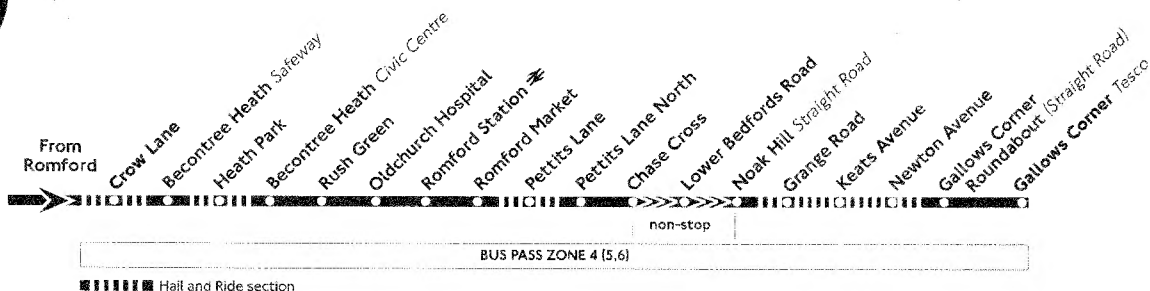 From
Romford
Crow Lane
Becontree Heath Safeway
Heath Park
Becontree Heath Civic Centre
Rush Green
Oldchurch Hospital
Romford Station
Romford Market
Pettits Lane
Pettits Lane North
Chase Cross
Lower Bedfords Road
Noak Hill Straight Road
Grange Road
Keats Avenue
Newton Avenue
Gallows Corner
Roundabout (Straight Road)
Gallows Corner Tesco
non-stop
BUS PASS ZONE 4 (5,6)
Hail and Ride section